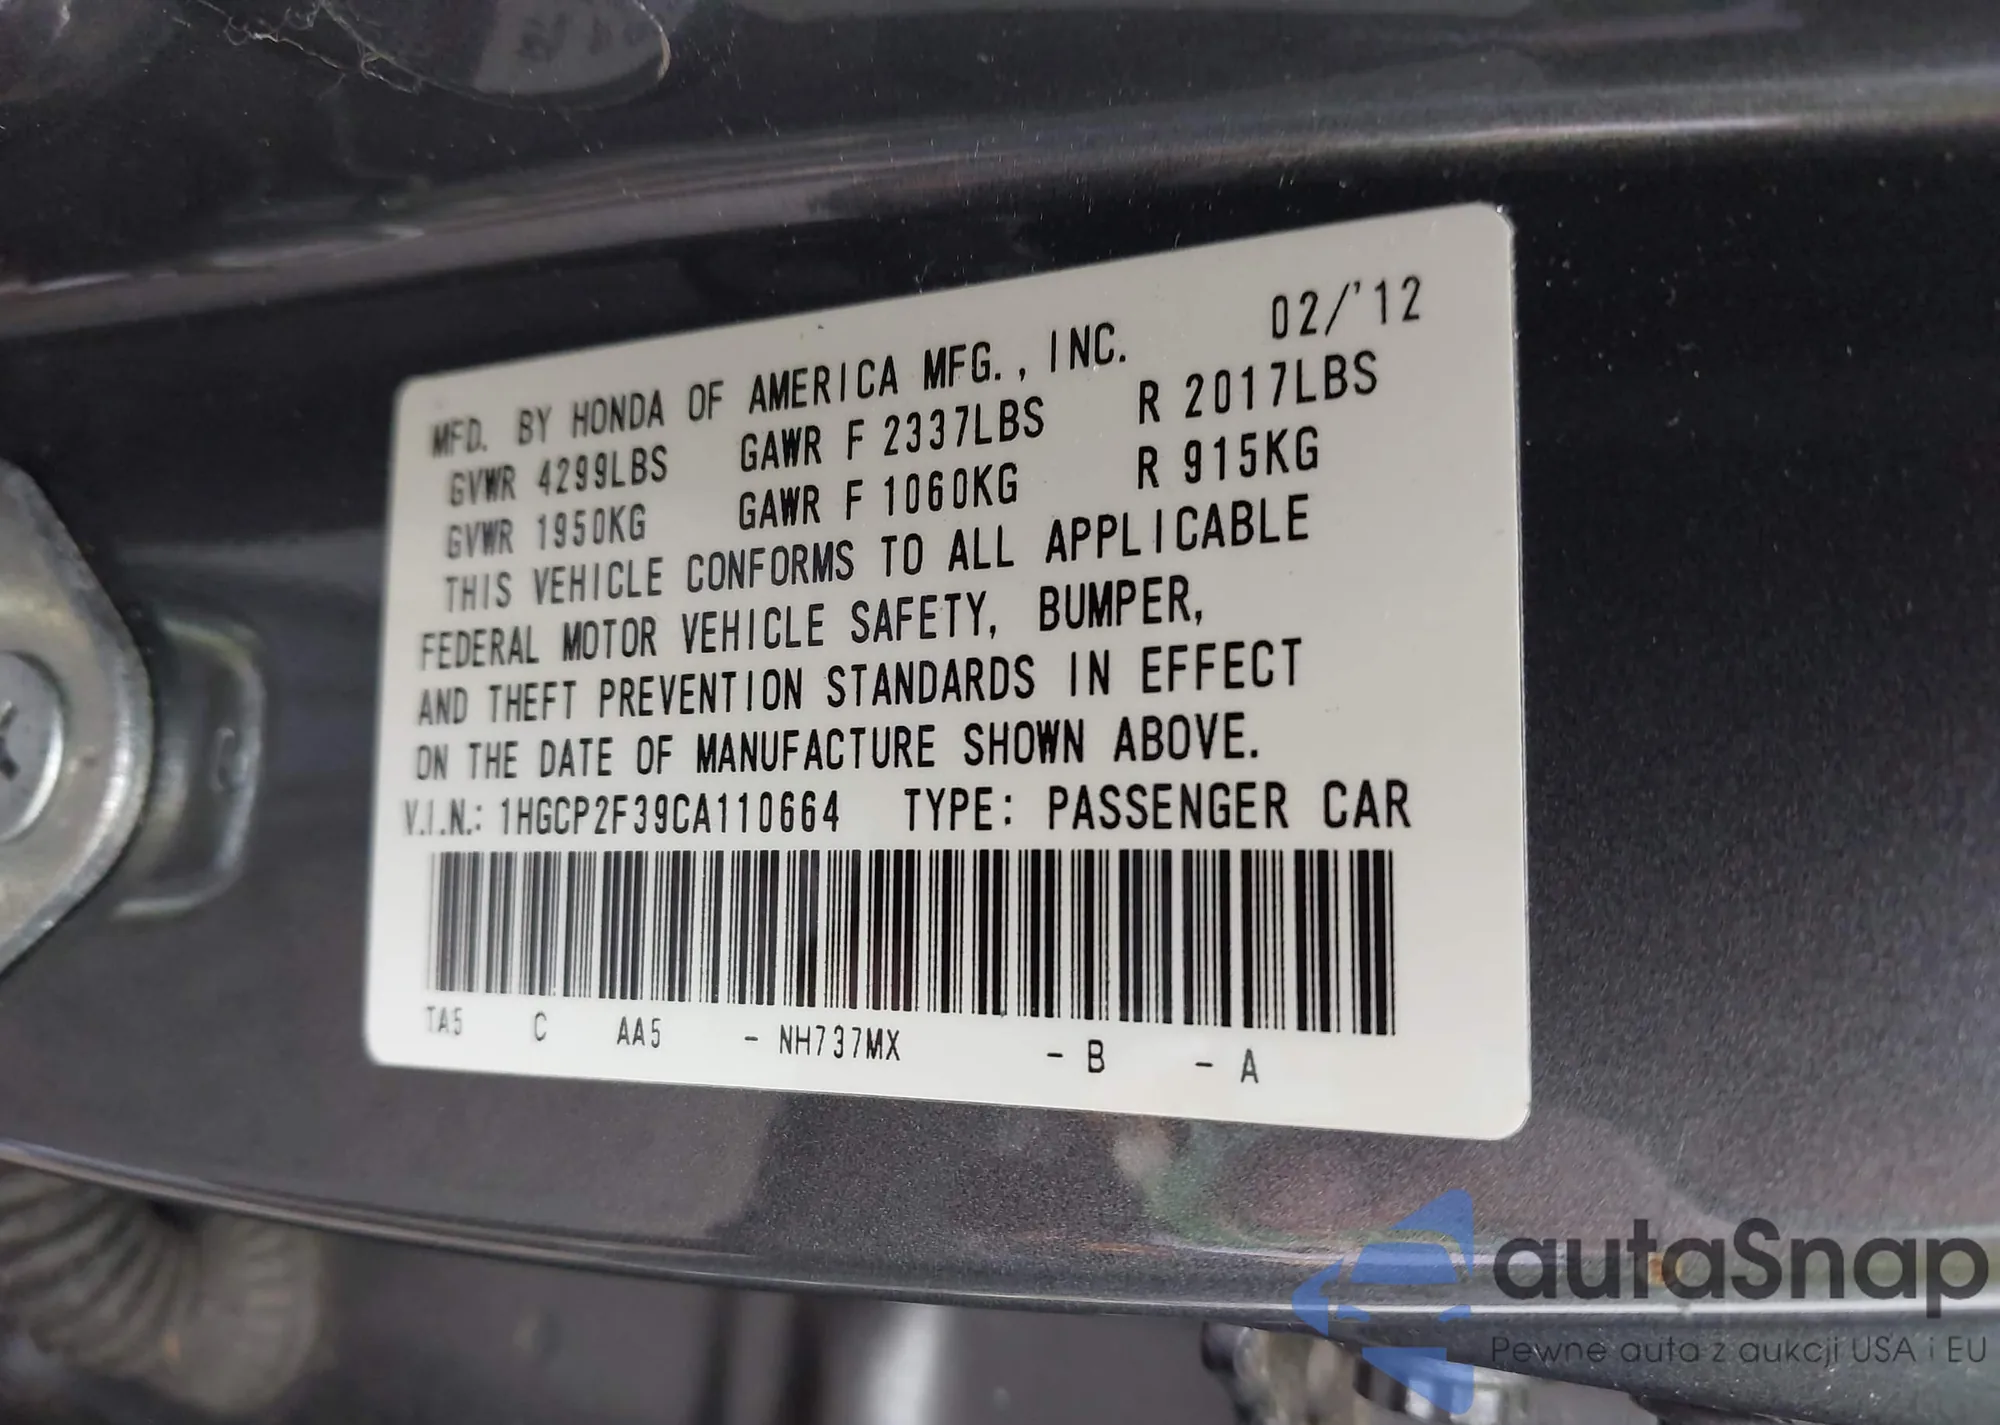 MFD. BY HONDA OF AMERICA MFG., INC. 02/'12
GVWR 4299LBS GAWR F 2337LBS R 2017LBS
GVWR 1950KG GAWR F 1060KG R 915KG
THIS VEHICLE CONFORMS TO ALL APPLICABLE
FEDERAL MOTOR VEHICLE SAFETY, BUMPER,
AND THEFT PREVENTION STANDARDS IN EFFECT
ON THE DATE OF MANUFACTURE SHOWN ABOVE.
V.I.N.: 1HGCP2F39CA110664 TYPE: PASSENGER CAR
TA5 C AA5 - NH737MX - B - A
autaSnap
Pewne auta z aukcji USA i EU